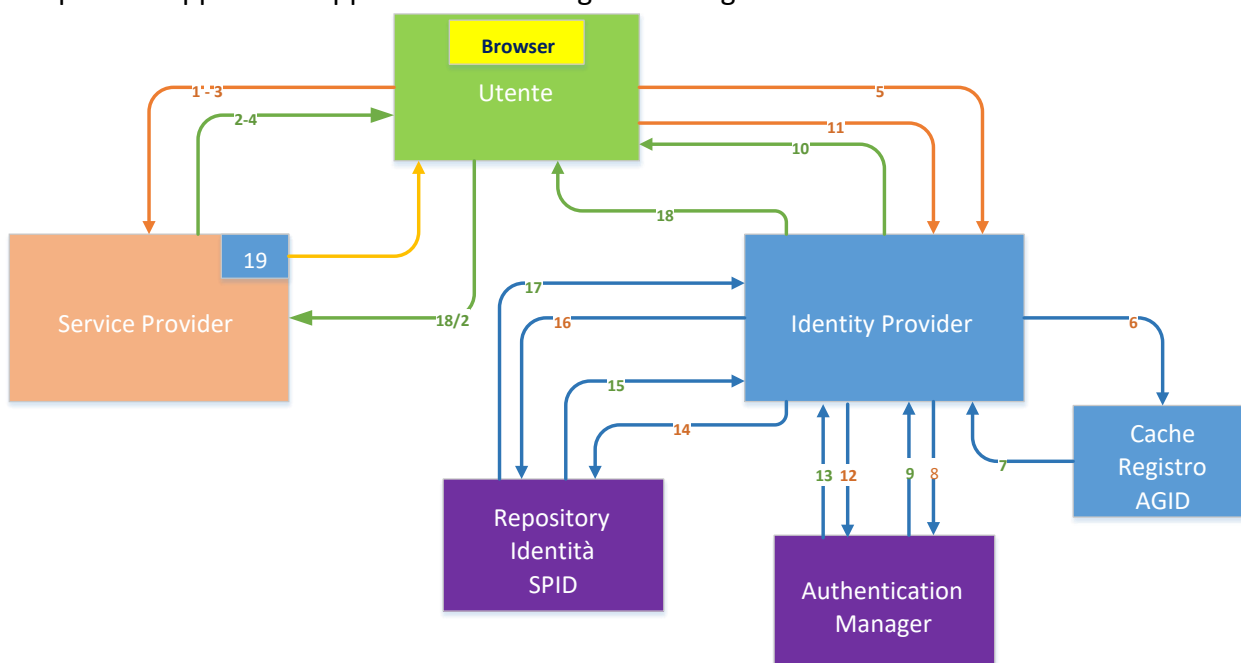 Browser
Utente
1 - 3
2-4
5
11
10
18
19
Service Provider
18/2
17
16
15
14
Identity Provider
6
7
13
12
9
8
Cache
Registro
AGID
Repository
Identità
SPID
Authentication
Manager